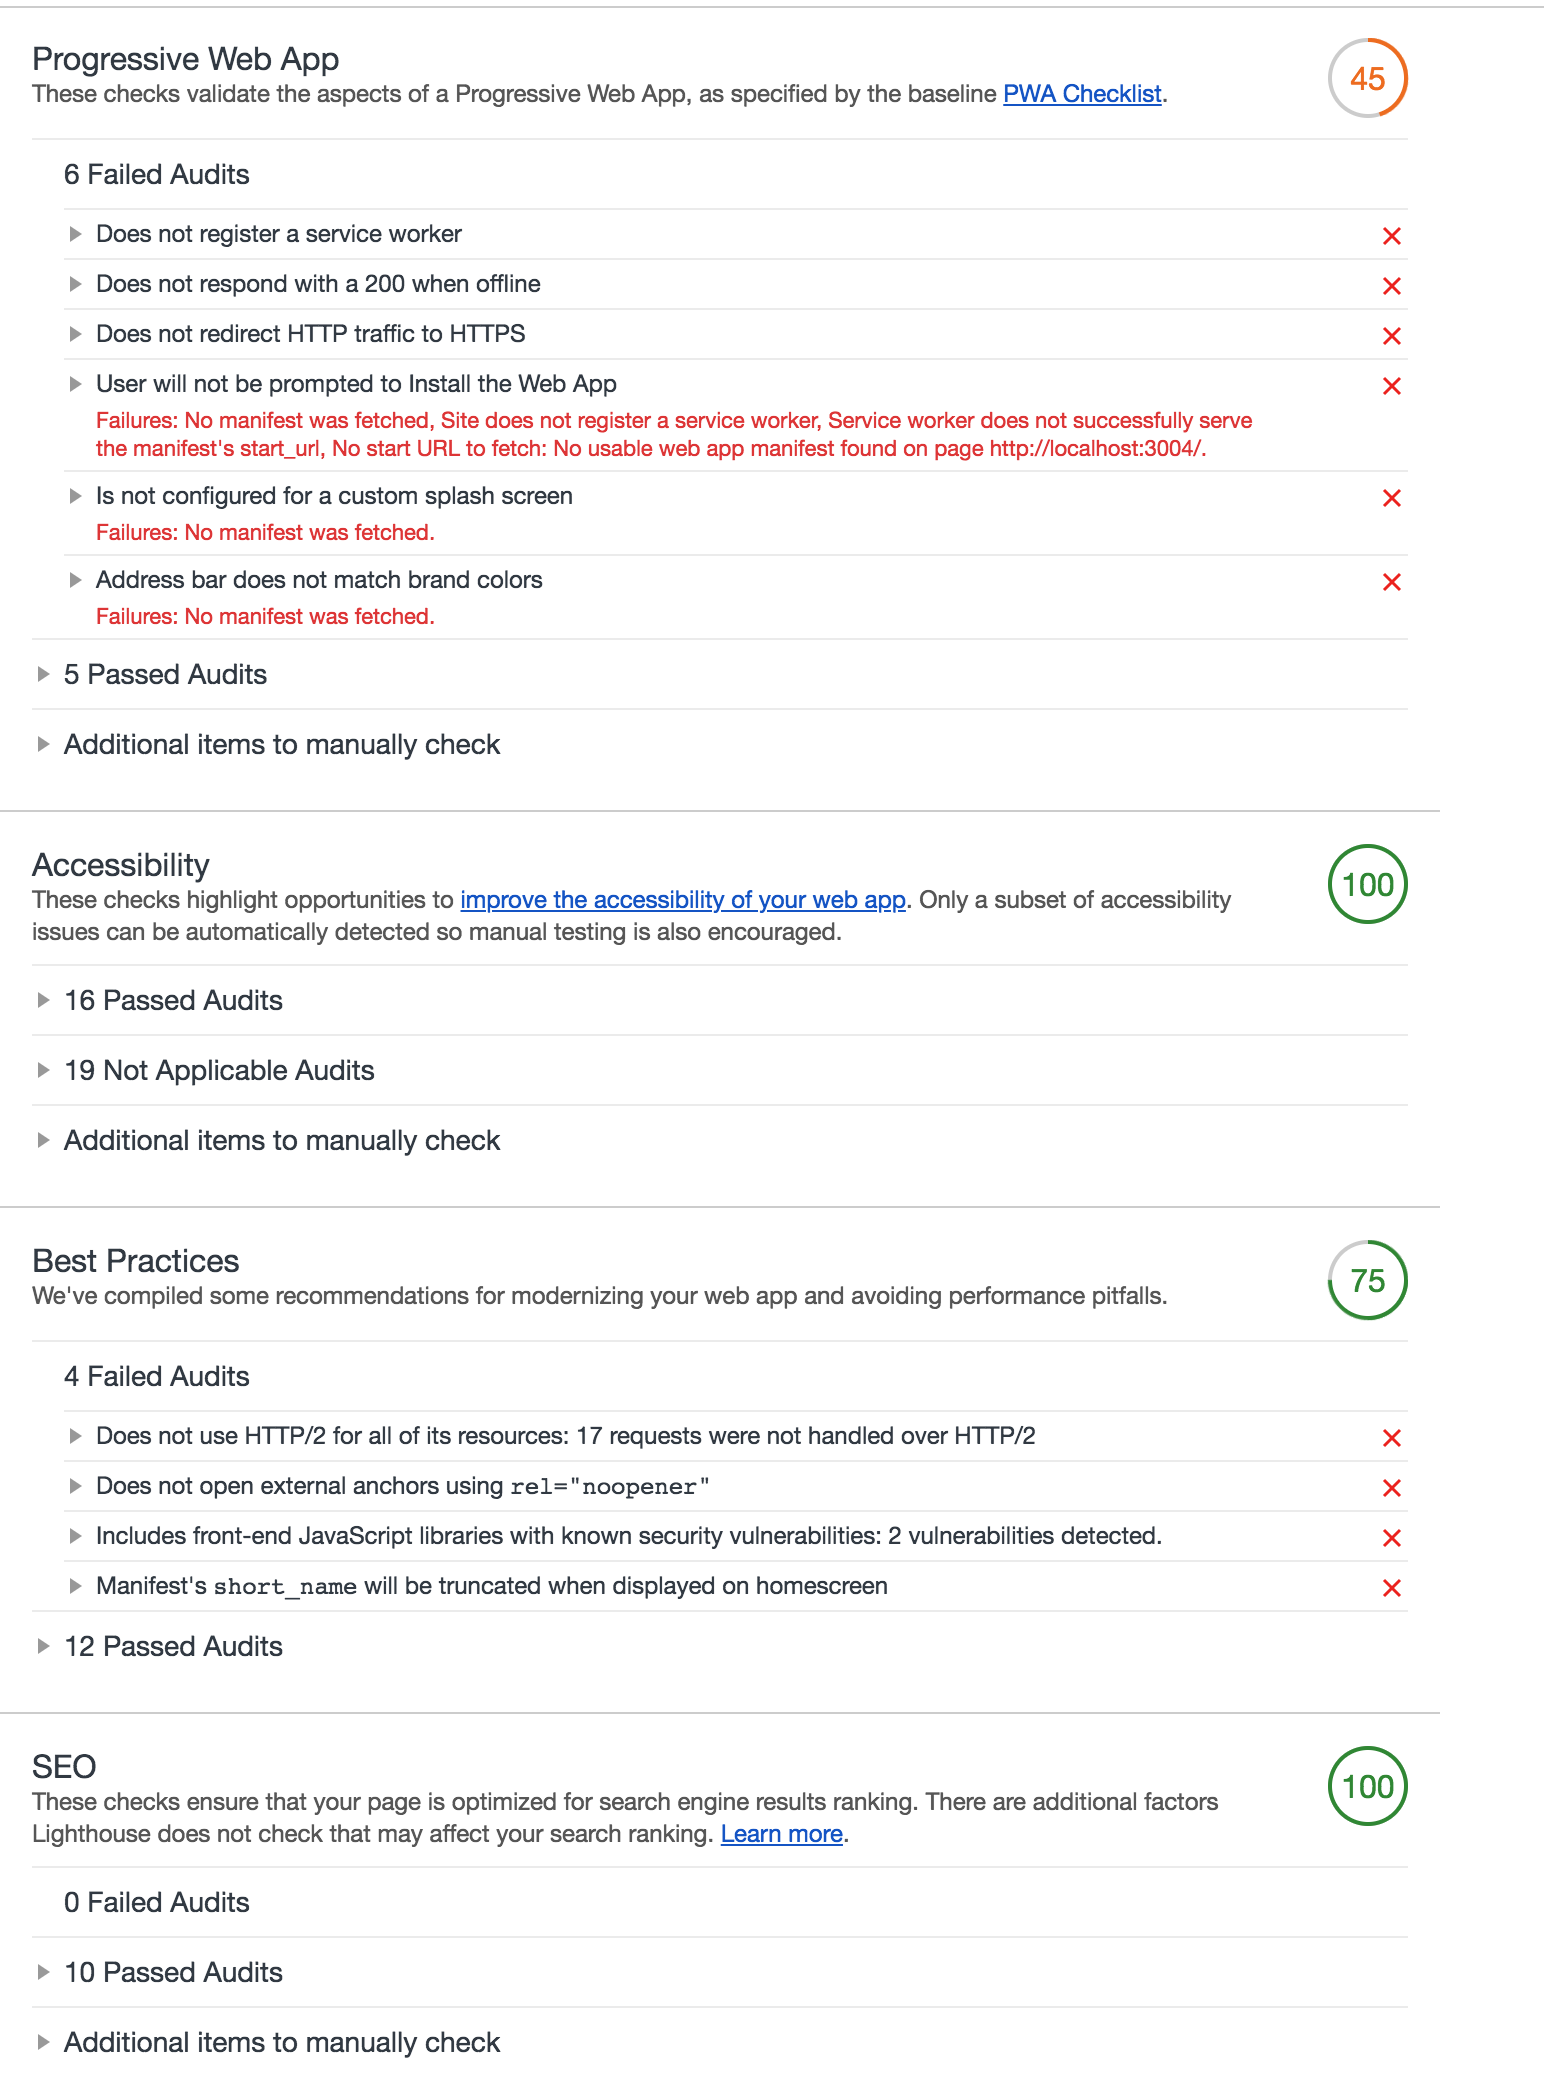 Progressive Web App
These checks validate the aspects of a Progressive Web App, as specified by the baseline PWA Checklist.
45
6 Failed Audits
Does not register a service worker
Does not respond with a 200 when offline
Does not redirect HTTP traffic to HTTPS
User will not be prompted to Install the Web App
Failures: No manifest was fetched, Site does not register a service worker, Service worker does not successfully serve
the manifest's start_url, No start URL to fetch: No usable web app manifest found on page http://localhost:3004/.
Is not configured for a custom splash screen
Failures: No manifest was fetched.
Address bar does not match brand colors
Failures: No manifest was fetched.
5 Passed Audits
Additional items to manually check
Accessibility
These checks highlight opportunities to improve the accessibility of your web app. Only a subset of accessibility
issues can be automatically detected so manual testing is also encouraged.
100
16 Passed Audits
19 Not Applicable Audits
Additional items to manually check
Best Practices
We've compiled some recommendations for modernizing your web app and avoiding performance pitfalls.
75
4 Failed Audits
Does not use HTTP/2 for all of its resources: 17 requests were not handled over HTTP/2
Does not open external anchors using rel="noopener"
Includes front-end JavaScript libraries with known security vulnerabilities: 2 vulnerabilities detected.
Manifest's short_name will be truncated when displayed on homescreen
12 Passed Audits
SEO
These checks ensure that your page is optimized for search engine results ranking. There are additional factors
Lighthouse does not check that may affect your search ranking. Learn more.
100
0 Failed Audits
10 Passed Audits
Additional items to manually check